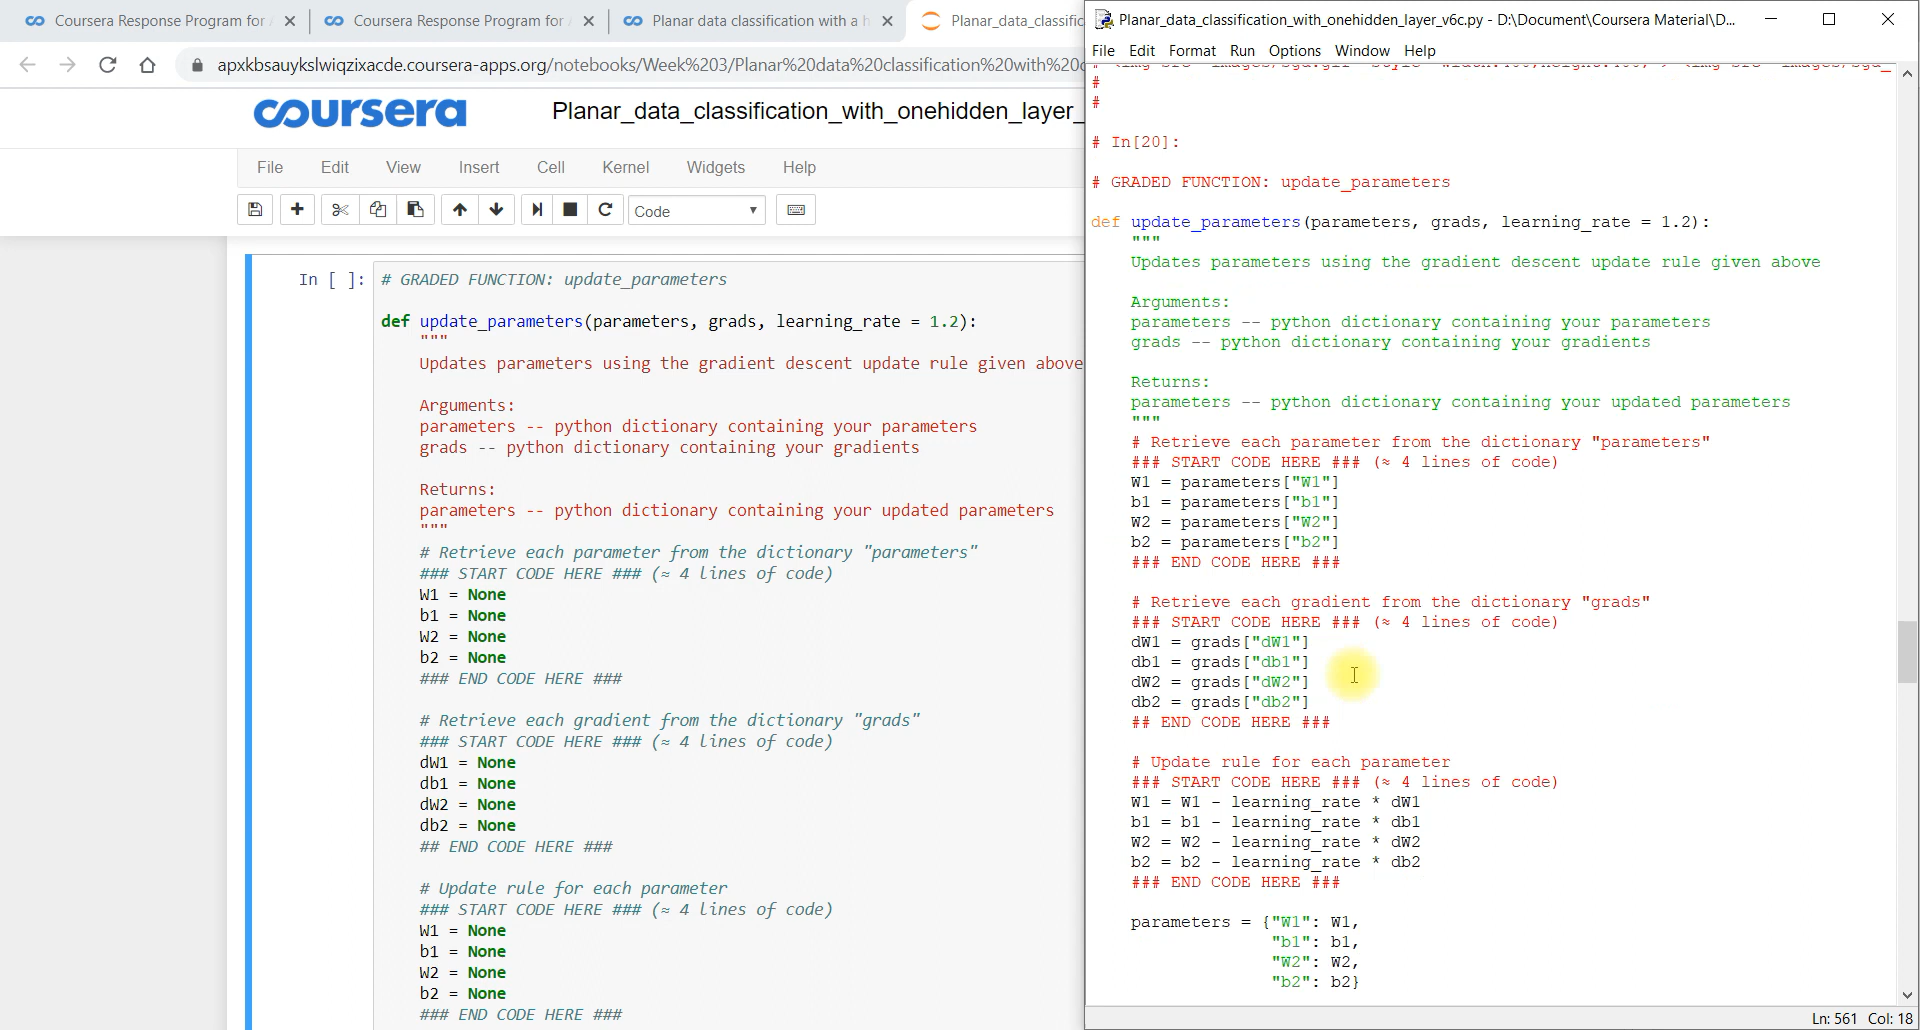 Coursera Response Program for
Coursera Response Program for
Planar data classification with a h
Planar_data_classific
apxkbsauykslwiqzixacde.coursera-apps.org/notebooks/Week%203/Planar%20data%20classification%20with%20
coursera
Planar_data_classification_with_onehidden_layer_
File Edit View Insert Cell Kernel Widgets Help
Code
In [ ]:
# GRADED FUNCTION: update_parameters
def update_parameters(parameters, grads, learning_rate = 1.2):
"""
Updates parameters using the gradient descent update rule given above
Arguments:
parameters -- python dictionary containing your parameters
grads -- python dictionary containing your gradients
Returns:
parameters -- python dictionary containing your updated parameters
"""
# Retrieve each parameter from the dictionary "parameters"
### START CODE HERE ### (≈ 4 lines of code)
W1 = None
b1 = None
W2 = None
b2 = None
### END CODE HERE ###
# Retrieve each gradient from the dictionary "grads"
### START CODE HERE ### (≈ 4 lines of code)
dW1 = None
db1 = None
dW2 = None
db2 = None
## END CODE HERE ###
# Update rule for each parameter
### START CODE HERE ### (≈ 4 lines of code)
W1 = None
b1 = None
W2 = None
b2 = None
### END CODE HERE ###
Planar_data_classification_with_onehidden_layer_v6c.py - D:\Document\Coursera Material\D...
File Edit Format Run Options Window Help
#
#
# In[20]:
# GRADED FUNCTION: update_parameters
def update_parameters(parameters, grads, learning_rate = 1.2):
"""
Updates parameters using the gradient descent update rule given above
Arguments:
parameters -- python dictionary containing your parameters
grads -- python dictionary containing your gradients
Returns:
parameters -- python dictionary containing your updated parameters
"""
# Retrieve each parameter from the dictionary "parameters"
### START CODE HERE ### (≈ 4 lines of code)
W1 = parameters["W1"]
b1 = parameters["b1"]
W2 = parameters["W2"]
b2 = parameters["b2"]
### END CODE HERE ###
# Retrieve each gradient from the dictionary "grads"
### START CODE HERE ### (≈ 4 lines of code)
dW1 = grads["dW1"]
db1 = grads["db1"]
dW2 = grads["dW2"]
db2 = grads["db2"]
## END CODE HERE ###
# Update rule for each parameter
### START CODE HERE ### (≈ 4 lines of code)
W1 = W1 - learning_rate * dW1
b1 = b1 - learning_rate * db1
W2 = W2 - learning_rate * dW2
b2 = b2 - learning_rate * db2
### END CODE HERE ###
parameters = {"W1": W1,
"b1": b1,
"W2": W2,
"b2": b2}
Ln: 561 Col: 18